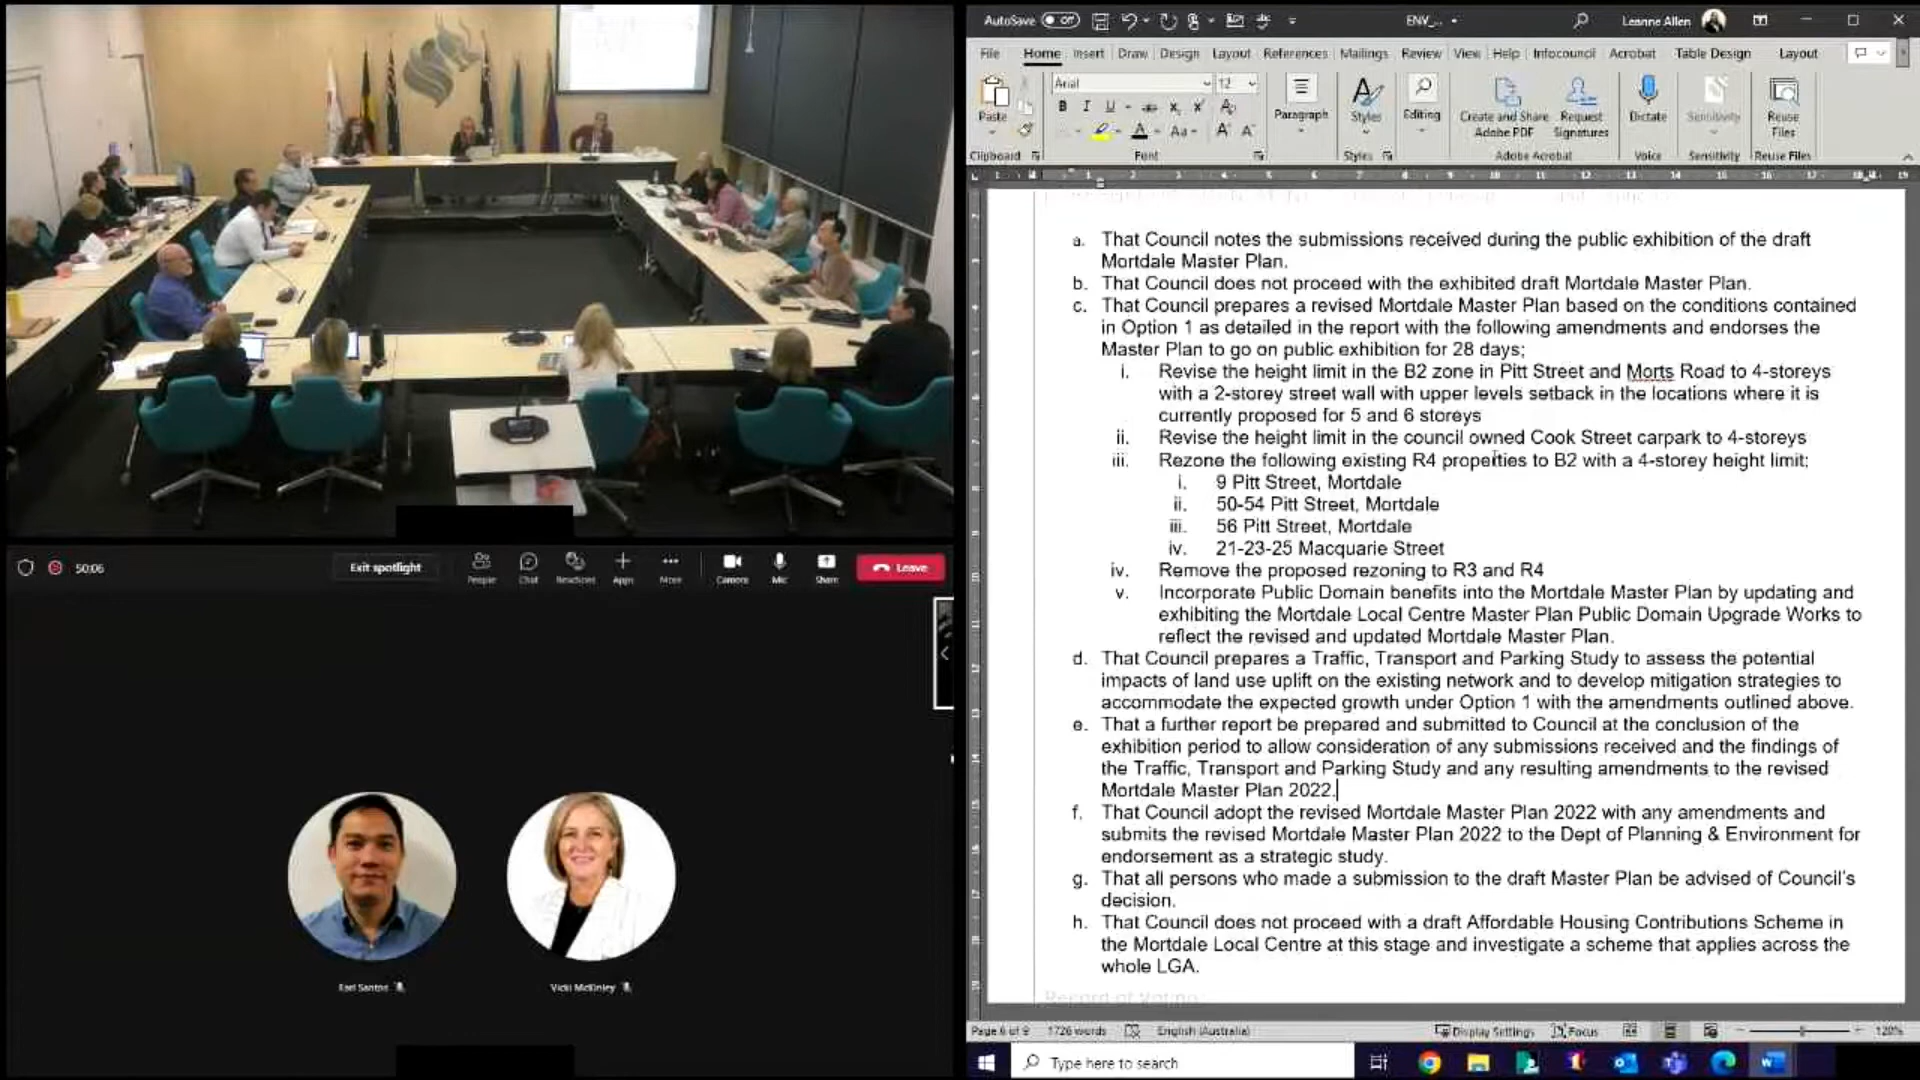 AutoSave Off
ENV_...
Leanne Allen
File Home Insert Draw Design Layout References Mailings Review View Help Infocouncil Acrobat Table Design Layout
Arial 12
Paste
Paragraph
Styles
Editing
Create and Share Adobe PDF
Request Signatures
Dictate
Sensitivity
Reuse Files
Clipboard Font Styles Adobe Acrobat Voice Sensitivity Reuse Files
a. That Council notes the submissions received during the public exhibition of the draft
Mortdale Master Plan.
b. That Council does not proceed with the exhibited draft Mortdale Master Plan.
c. That Council prepares a revised Mortdale Master Plan based on the conditions contained
in Option 1 as detailed in the report with the following amendments and endorses the
Master Plan to go on public exhibition for 28 days;
i. Revise the height limit in the B2 zone in Pitt Street and Morts Road to 4-storeys
with a 2-storey street wall with upper levels setback in the locations where it is
currently proposed for 5 and 6 storeys
ii. Revise the height limit in the council owned Cook Street carpark to 4-storeys
iii. Rezone the following existing R4 properties to B2 with a 4-storey height limit;
i. 9 Pitt Street, Mortdale
ii. 50-54 Pitt Street, Mortdale
iii. 56 Pitt Street, Mortdale
iv. 21-23-25 Macquarie Street
iv. Remove the proposed rezoning to R3 and R4
v. Incorporate Public Domain benefits into the Mortdale Master Plan by updating and
exhibiting the Mortdale Local Centre Master Plan Public Domain Upgrade Works to
reflect the revised and updated Mortdale Master Plan.
d. That Council prepares a Traffic, Transport and Parking Study to assess the potential
impacts of land use uplift on the existing network and to develop mitigation strategies to
accommodate the expected growth under Option 1 with the amendments outlined above.
e. That a further report be prepared and submitted to Council at the conclusion of the
exhibition period to allow consideration of any submissions received and the findings of
the Traffic, Transport and Parking Study and any resulting amendments to the revised
Mortdale Master Plan 2022.
f. That Council adopt the revised Mortdale Master Plan 2022 with any amendments and
submits the revised Mortdale Master Plan 2022 to the Dept of Planning & Environment for
endorsement as a strategic study.
g. That all persons who made a submission to the draft Master Plan be advised of Council's
decision.
h. That Council does not proceed with a draft Affordable Housing Contributions Scheme in
the Mortdale Local Centre at this stage and investigate a scheme that applies across the
whole LGA.
Record of Voting
Page 6 of 9 1726 words English (Australia) Display Settings Focus 120%
Type here to search
50:06
Exit spotlight
People Chat Reactions Apps More Camera Mic Share Leave
Santos
Vicki McKinley